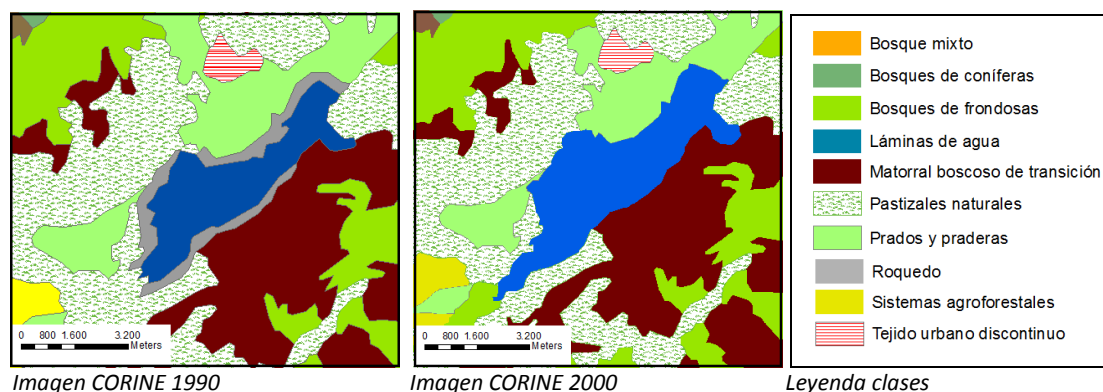 Bosque mixto
Bosques de coníferas
Bosques de frondosas
Láminas de agua
Matorral boscoso de transición
Pastizales naturales
Prados y praderas
Roquedo
Sistemas agroforestales
Tejido urbano discontinuo
0 800 1.600 3.200
Meters
0 800 1.600 3.200
Meters
Imagen CORINE 1990 Imagen CORINE 2000 Leyenda clases